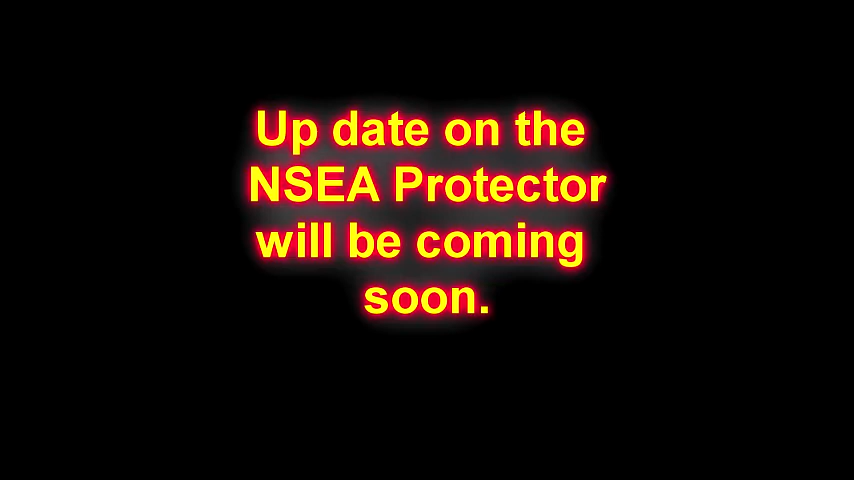 Up date on the
NSEA Protector
will be coming
soon.